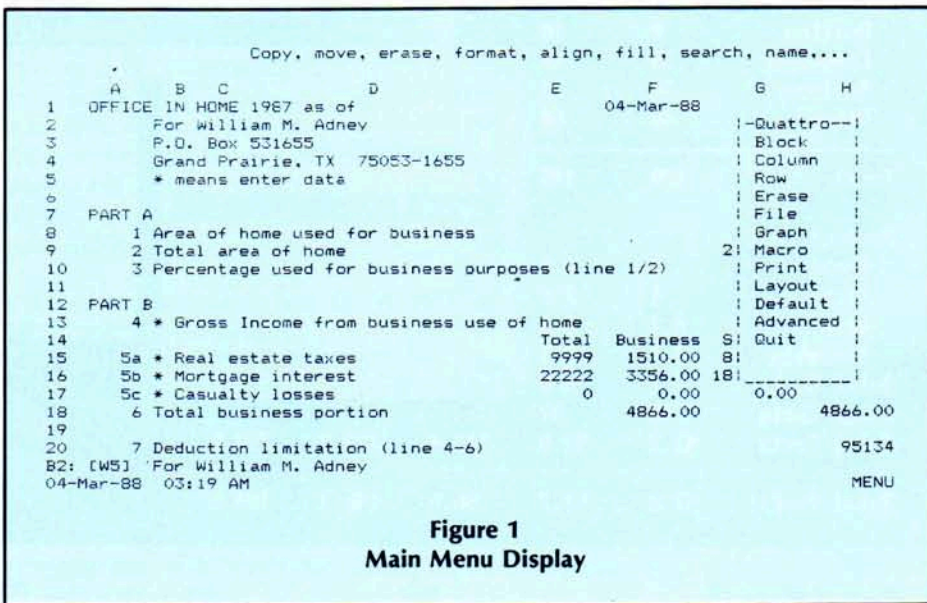 Copy, move, erase, format, align, fill, search, name....
A B C D E F G H
1 OFFICE IN HOME 1987 as of 04-Mar-88
2 For William M. Adney !-Quattro--!
3 P.O. Box 531655 ! Block !
4 Grand Prairie, TX 75053-1655 ! Column !
5 * means enter data ! Row !
6 ! Erase !
7 PART A ! File !
8 1 Area of home used for business ! Graph !
9 2 Total area of home 2! Macro !
10 3 Percentage used for business purposes (line 1/2) ! Print !
11 ! Layout !
12 PART B ! Default !
13 4 * Gross Income from business use of home ! Advanced !
14 Total Business S! Quit !
15 5a * Real estate taxes 9999 1510.00 8! !
16 5b * Mortgage interest 22222 3356.00 18!__________!
17 5c * Casualty losses 0 0.00 0.00
18 6 Total business portion 4866.00 4866.00
19
20 7 Deduction limitation (line 4-6) 95134
B2: [W5] 'For William M. Adney
04-Mar-88 03:19 AM MENU
Figure 1
Main Menu Display